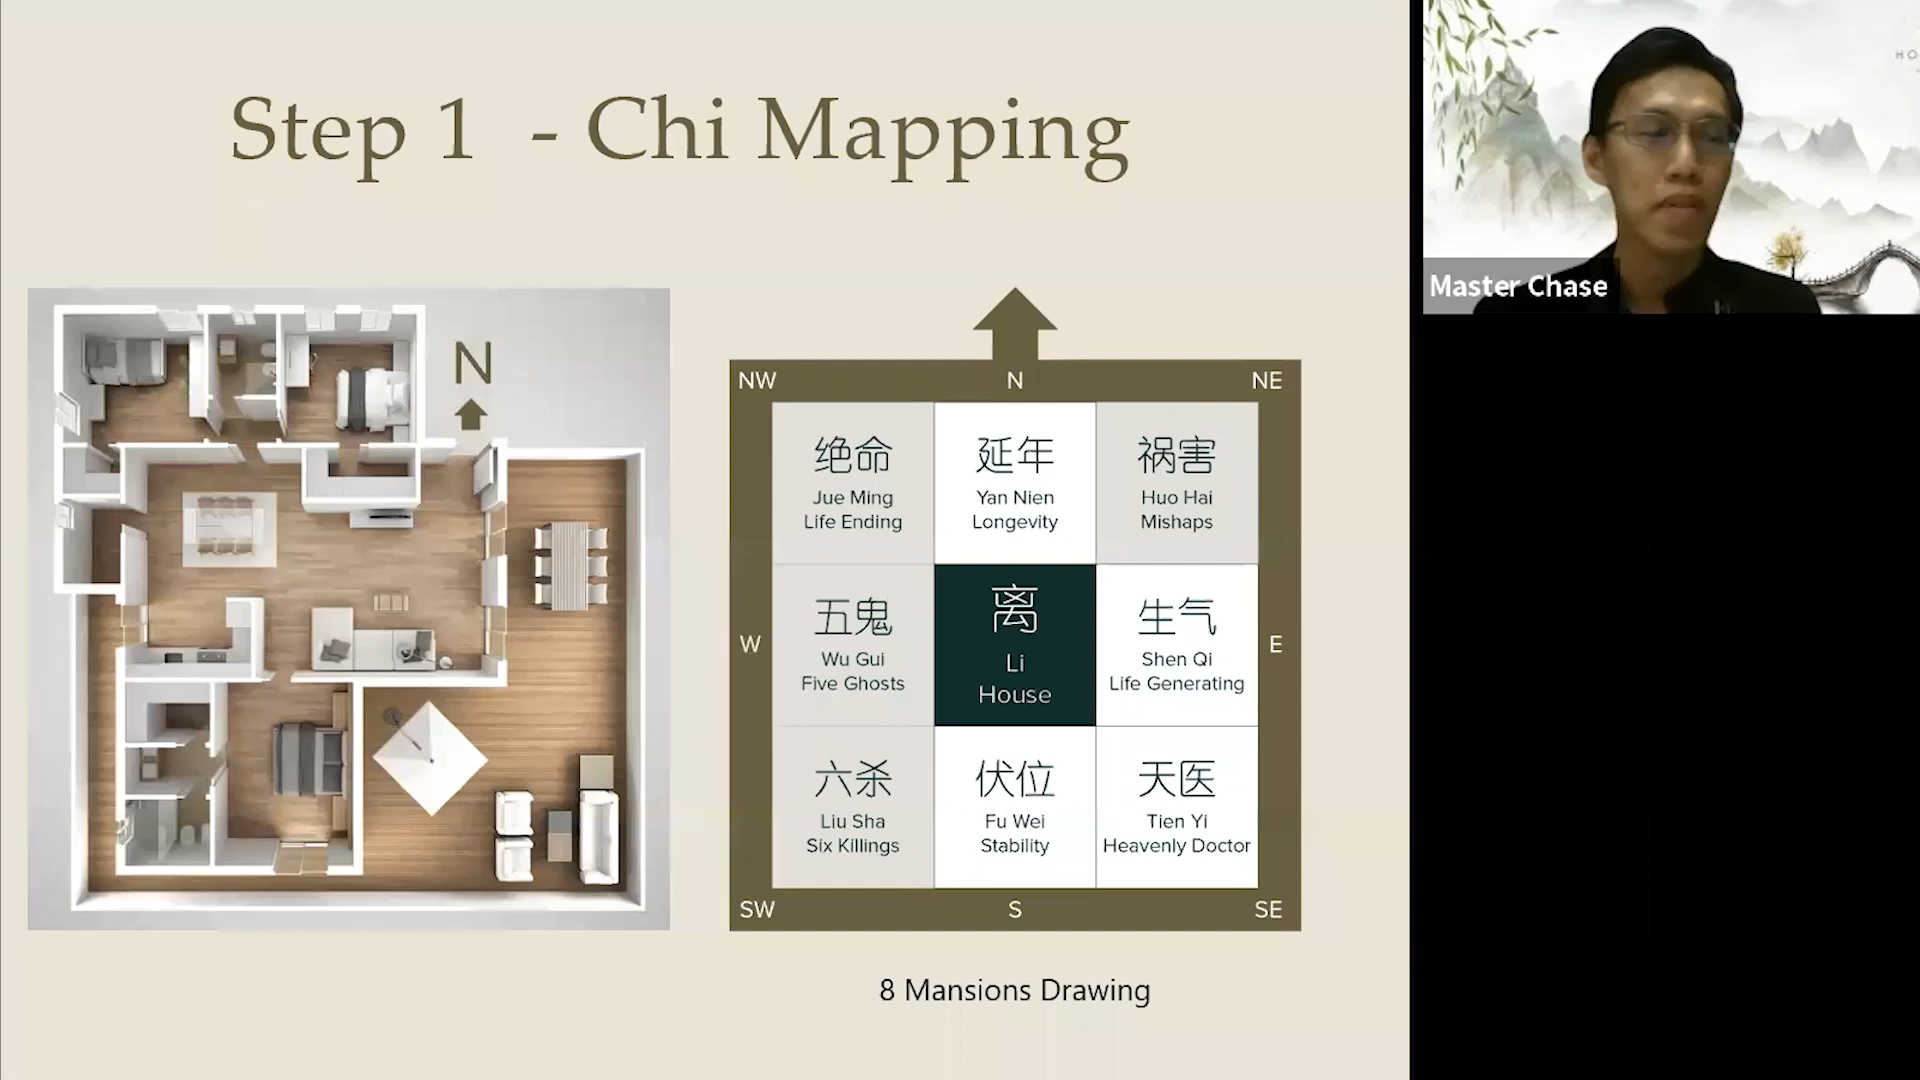 Step 1 - Chi Mapping
HO
Master Chase
N
NW N NE
绝命
Jue Ming
Life Ending
延年
Yan Nien
Longevity
祸害
Huo Hai
Mishaps
W
五鬼
Wu Gui
Five Ghosts
离
Li
House
生气
Shen Qi
Life Generating
E
六杀
Liu Sha
Six Killings
伏位
Fu Wei
Stability
天医
Tien Yi
Heavenly Doctor
SW S SE
8 Mansions Drawing